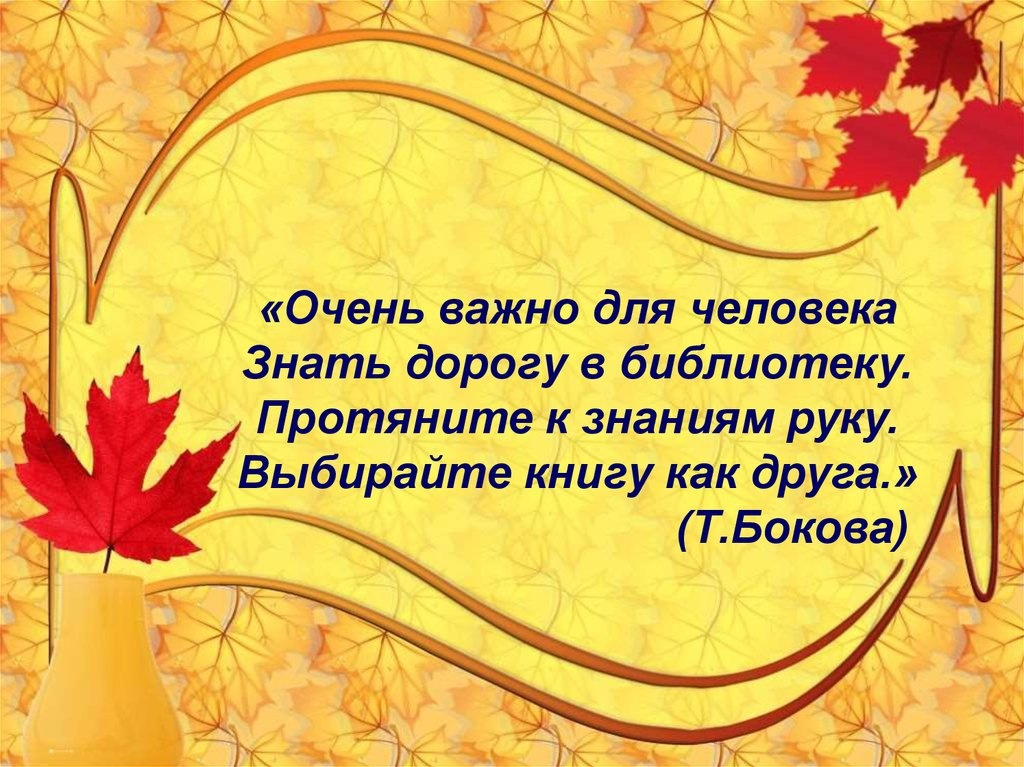 «Очень важно для человека
Знать дорогу в библиотеку.
Протяните к знаниям руку.
Выбирайте книгу как друга.»
(Т.Бокова)